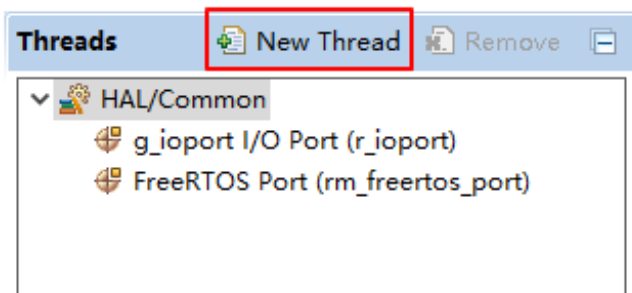 Threads New Thread Remove
HAL/Common
g_ioport I/O Port (r_ioport)
FreeRTOS Port (rm_freertos_port)